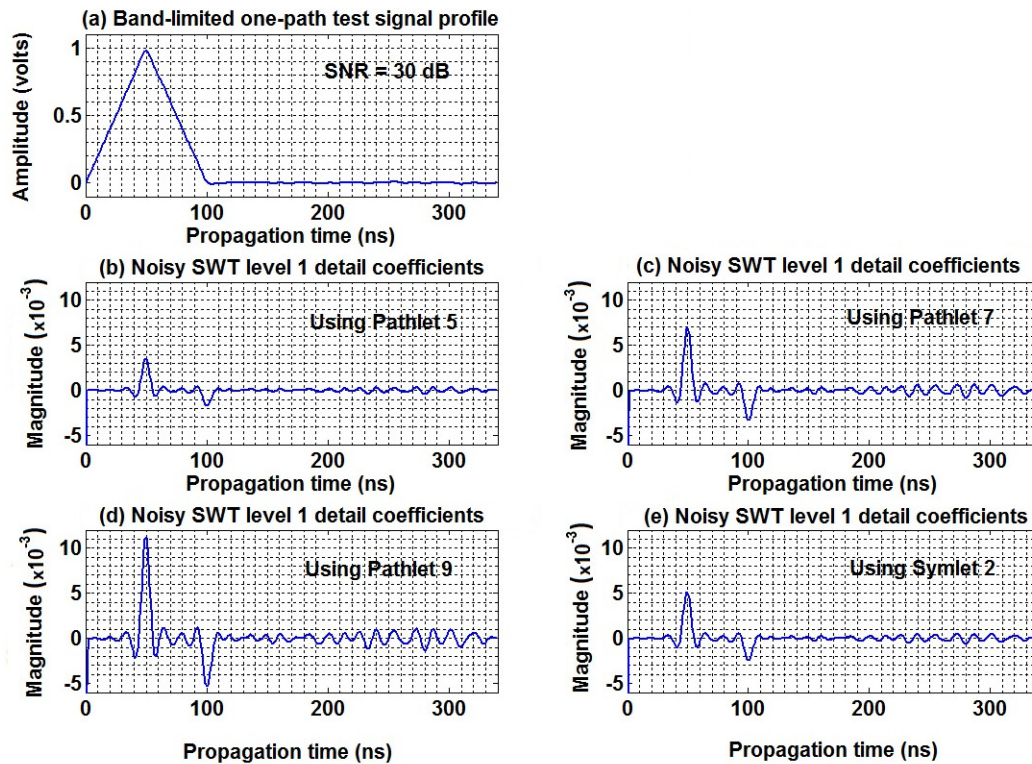 (a) Band-limited one-path test signal profile
Amplitude (volts)
1
0.5
0
SNR = 30 dB
0 100 200 300
Propagation time (ns)
(b) Noisy SWT level 1 detail coefficients
Magnitude (x10^-3)
10
5
0
-5
Using Pathlet 5
0 100 200 300
Propagation time (ns)
(c) Noisy SWT level 1 detail coefficients
Magnitude (x10^-3)
10
5
0
-5
Using Pathlet 7
0 100 200 300
Propagation time (ns)
(d) Noisy SWT level 1 detail coefficients
Magnitude (x10^-3)
10
5
0
-5
Using Pathlet 9
0 100 200 300
Propagation time (ns)
(e) Noisy SWT level 1 detail coefficients
Magnitude (x10^-3)
10
5
0
-5
Using Symlet 2
0 100 200 300
Propagation time (ns)